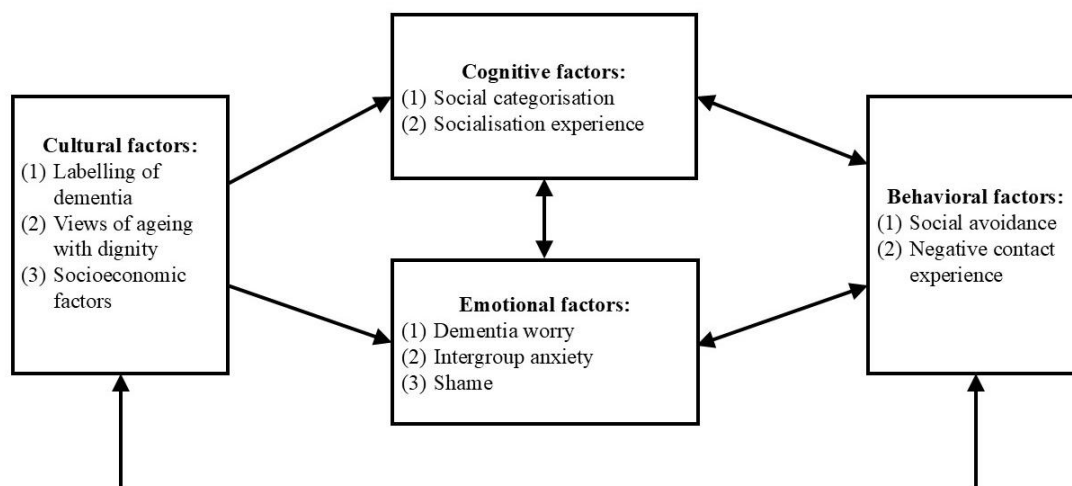 Cognitive factors:
(1) Social categorisation
(2) Socialisation experience
Cultural factors:
(1) Labelling of
dementia
(2) Views of ageing
with dignity
(3) Socioeconomic
factors
Behavioral factors:
(1) Social avoidance
(2) Negative contact
experience
Emotional factors:
(1) Dementia worry
(2) Intergroup anxiety
(3) Shame